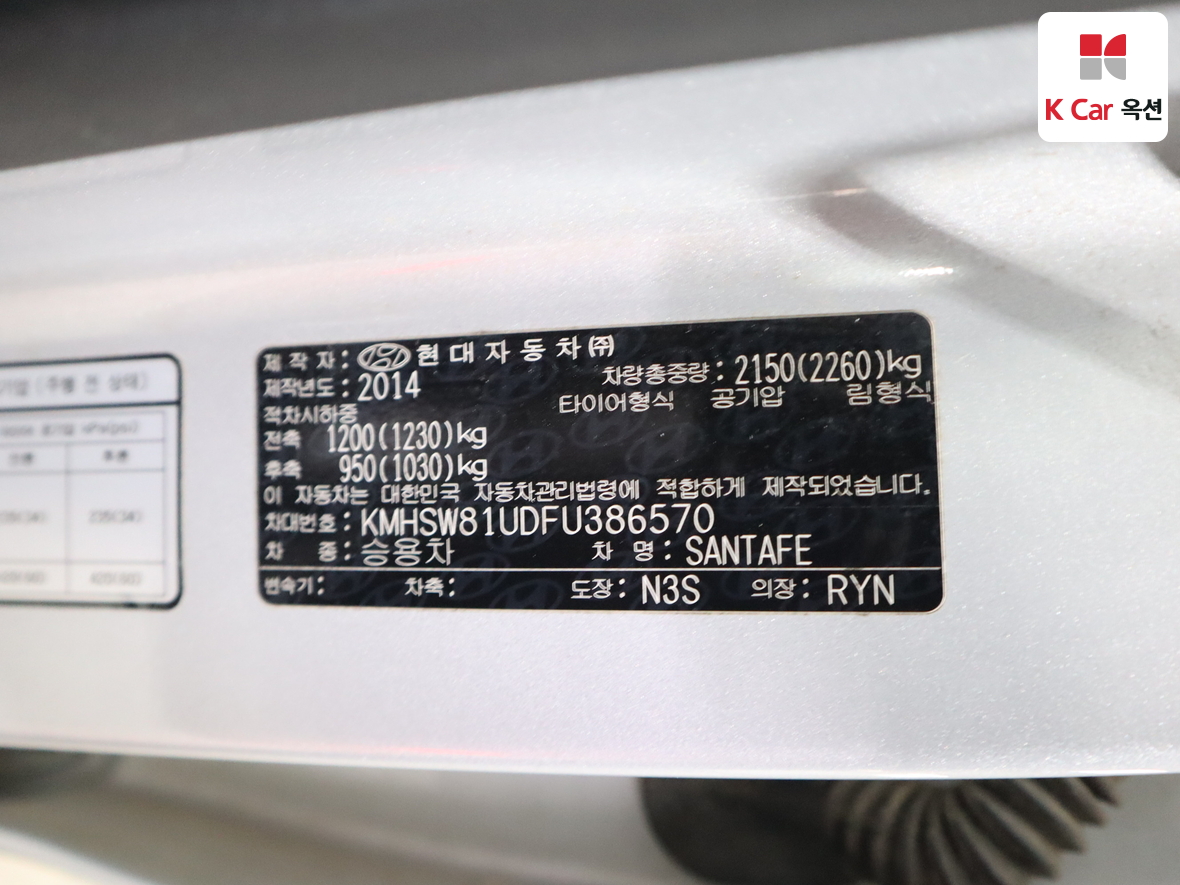 K Car 옥션
제 작 자 : 현 대 자 동 차 ㈜
제작년도 : 2014
차량총중량 : 2150(2260)kg
적차시하중
타이어형식 공기압 림형식
전축 1200(1230)kg
후축 950(1030)kg
이 자동차는 대한민국 자동차관리법령에 적합하게 제작되었습니다.
차대번호 : KMHSW81UDFU386570
차 종 : 승용차 차 명 : SANTAFE
변속기 : 차축 : 도장 : N3S 의장 : RYN
235(34)